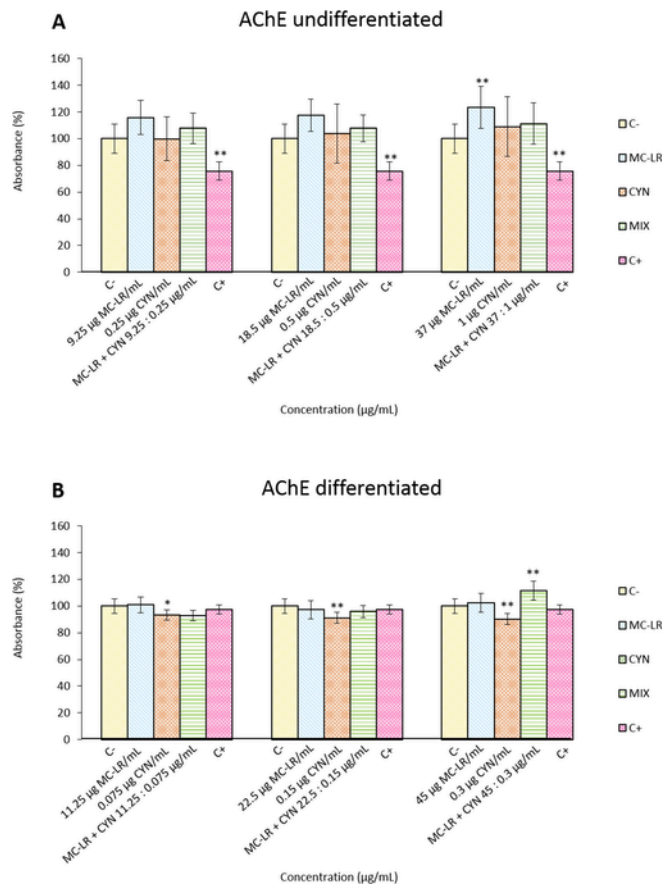 A
AChE undifferentiated
Absorbance (%)
160
140
120
100
80
60
40
20
0
**
**
**
**
C-
9.25 µg MC-LR/mL
0.25 µg CYN/mL
MC-LR + CYN 9.25 : 0.25 µg/mL
C+
C-
18.5 µg MC-LR/mL
0.5 µg CYN/mL
MC-LR + CYN 18.5 : 0.5 µg/mL
C+
C-
37 µg MC-LR/mL
1 µg CYN/mL
MC-LR + CYN 37 : 1 µg/mL
C+
Concentration (µg/mL)
C-
MC-LR
CYN
MIX
C+
B
AChE differentiated
Absorbance (%)
160
140
120
100
80
60
40
20
0
*
**
**
**
C-
11.25 µg MC-LR/mL
0.075 µg CYN/mL
MC-LR + CYN 11.25 : 0.075 µg/mL
C+
C-
22.5 µg MC-LR/mL
0.15 µg CYN/mL
MC-LR + CYN 22.5 : 0.15 µg/mL
C+
C-
45 µg MC-LR/mL
0.3 µg CYN/mL
MC-LR + CYN 45 : 0.3 µg/mL
C+
Concentration (µg/mL)
C-
MC-LR
CYN
MIX
C+